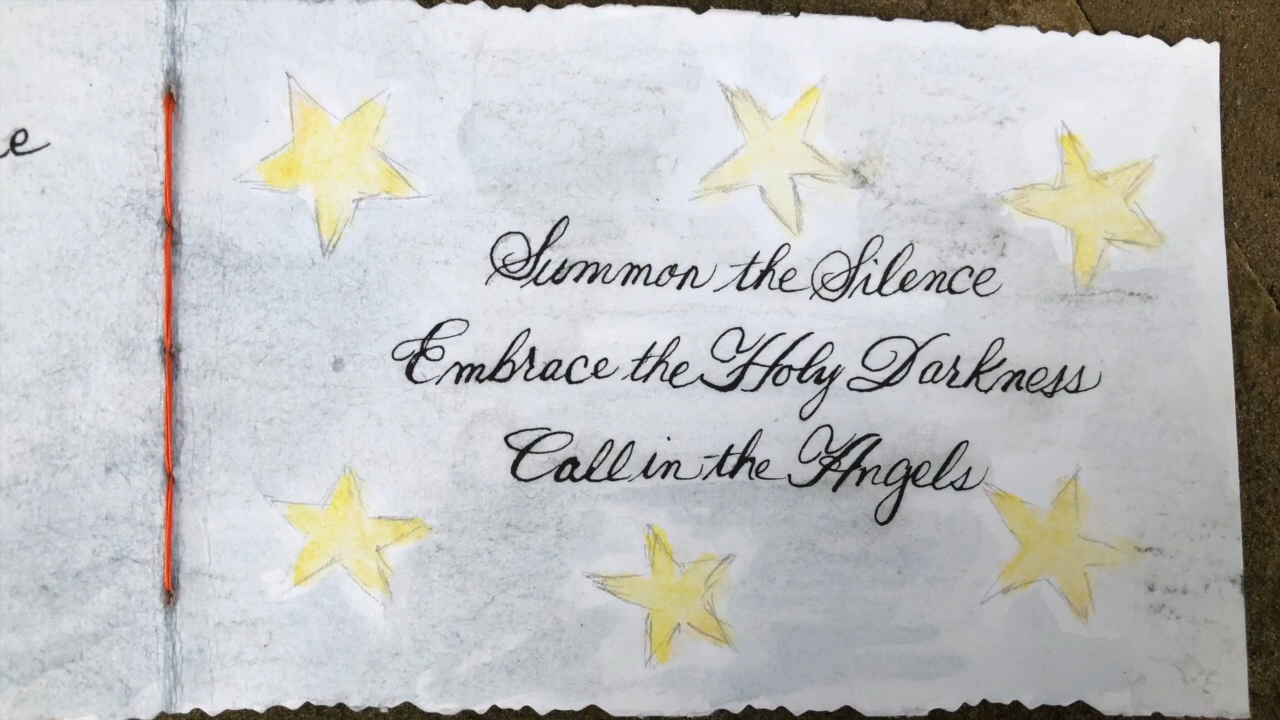 Summon the Silence
Embrace the Holy Darkness
Call in the Angels